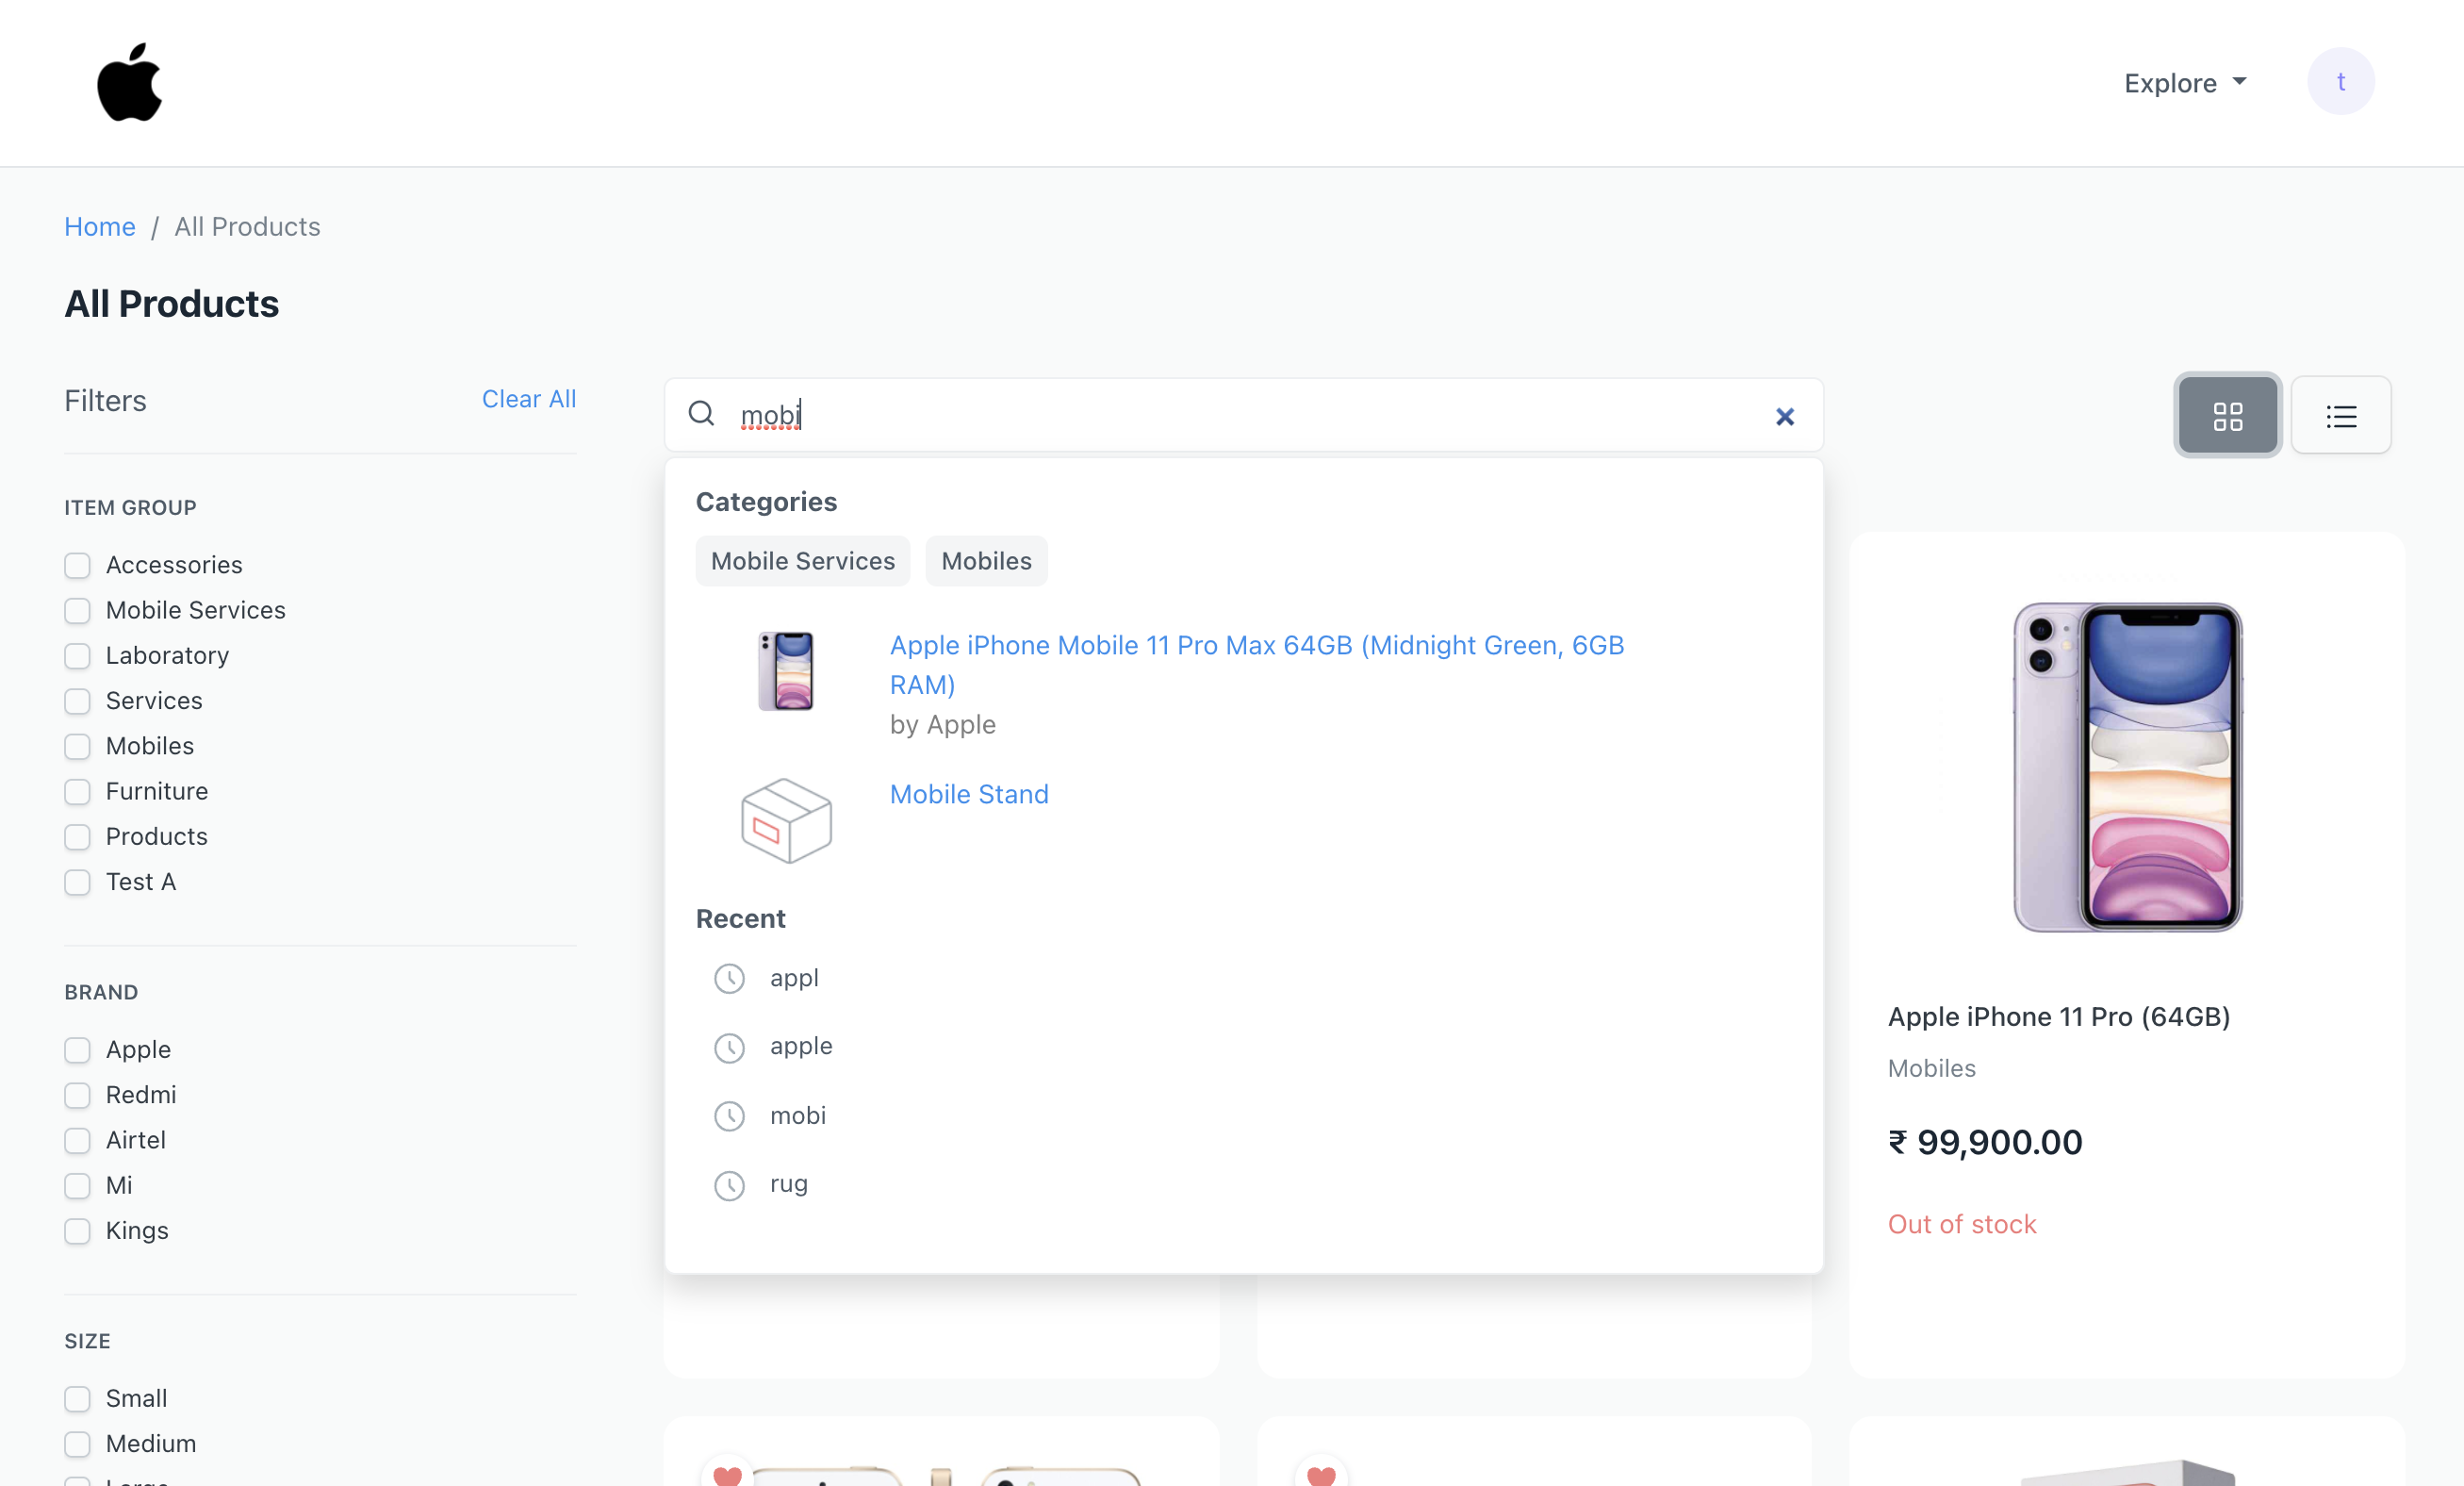 Explore
t
Home / All Products
All Products
Filters
Clear All
ITEM GROUP
Accessories
Mobile Services
Laboratory
Services
Mobiles
Furniture
Products
Test A
BRAND
Apple
Redmi
Airtel
Mi
Kings
SIZE
Small
Medium
Large
mobi
Categories
Mobile Services
Mobiles
Apple iPhone Mobile 11 Pro Max 64GB (Midnight Green, 6GB
RAM)
by Apple
Mobile Stand
Recent
appl
apple
mobi
rug
Apple iPhone 11 Pro (64GB)
Mobiles
₹ 99,900.00
Out of stock